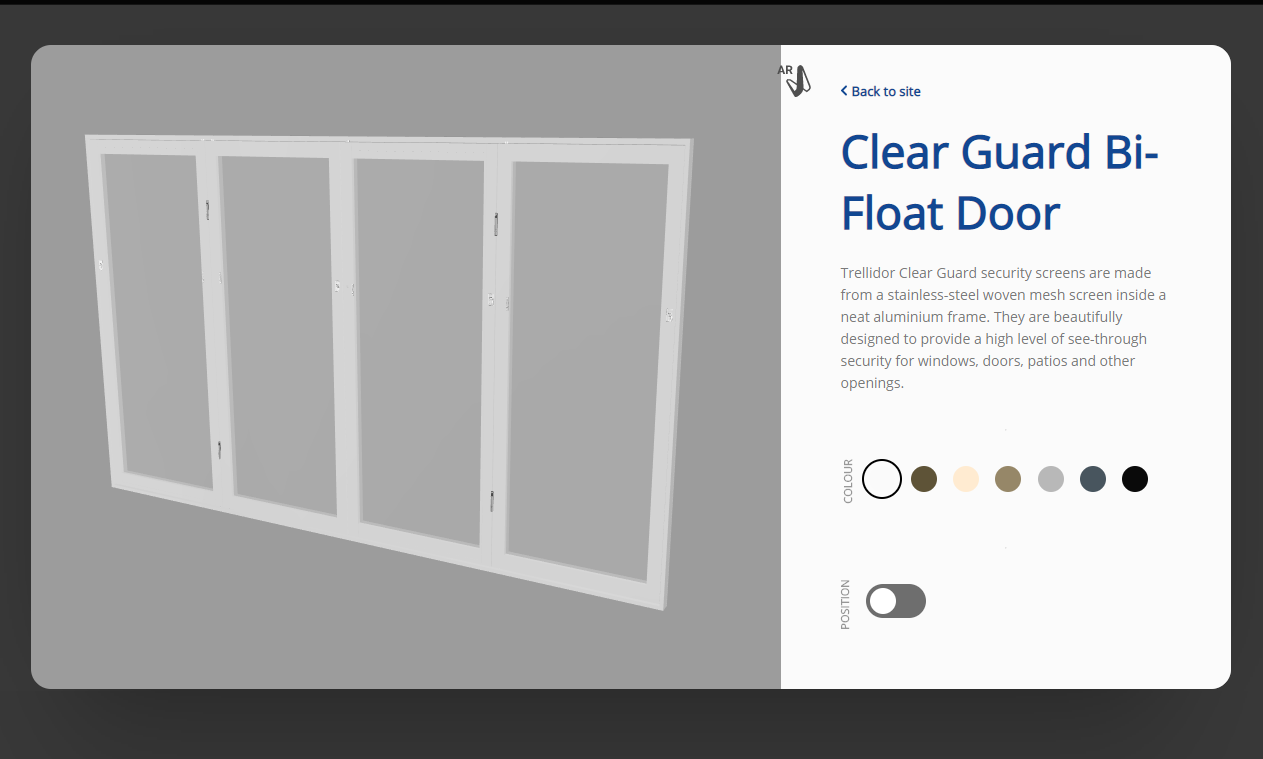 AR
Back to site
Clear Guard Bi-
Float Door
Trellidor Clear Guard security screens are made
from a stainless-steel woven mesh screen inside a
neat aluminium frame. They are beautifully
designed to provide a high level of see-through
security for windows, doors, patios and other
openings.
COLOUR
POSITION